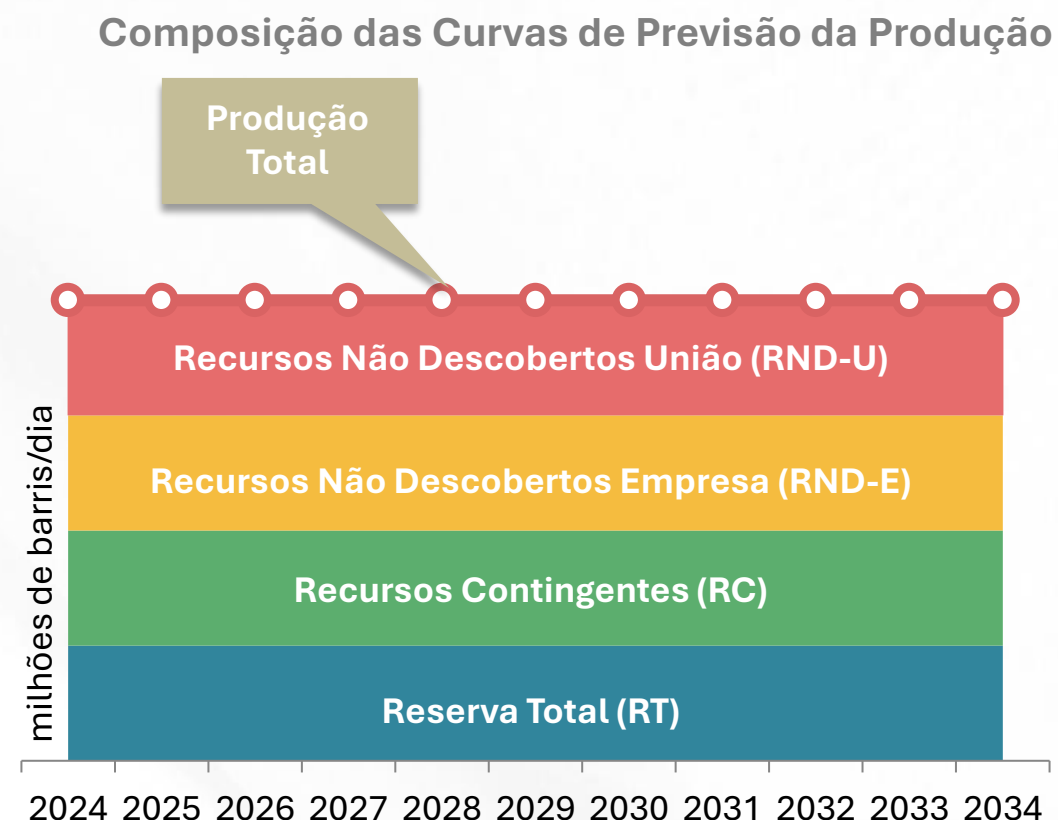 Composição das Curvas de Previsão da Produção
Produção
Total
Recursos Não Descobertos União (RND-U)
Recursos Não Descobertos Empresa (RND-E)
Recursos Contingentes (RC)
Reserva Total (RT)
milhões de barris/dia
2024 2025 2026 2027 2028 2029 2030 2031 2032 2033 2034